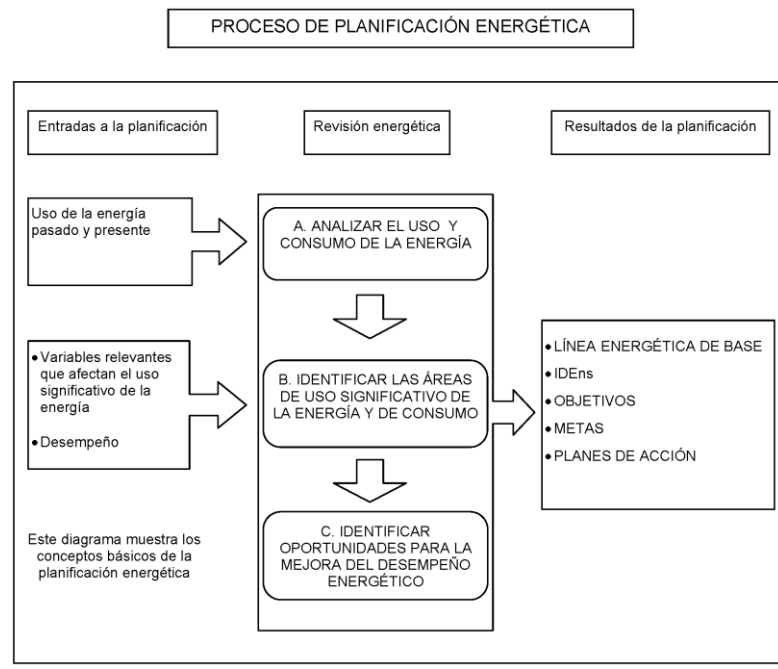 PROCESO DE PLANIFICACIÓN ENERGÉTICA
Entradas a la planificación
Revisión energética
Resultados de la planificación
Uso de la energía
pasado y presente
A. ANALIZAR EL USO Y
CONSUMO DE LA ENERGÍA
• Variables relevantes
que afectan el uso
significativo de la
energía
• Desempeño
B. IDENTIFICAR LAS ÁREAS
DE USO SIGNIFICATIVO DE
LA ENERGÍA Y DE CONSUMO
• LÍNEA ENERGÉTICA DE BASE
• IDEns
• OBJETIVOS
• METAS
• PLANES DE ACCIÓN
Este diagrama muestra los
conceptos básicos de la
planificación energética
C. IDENTIFICAR
OPORTUNIDADES PARA LA
MEJORA DEL DESEMPEÑO
ENERGÉTICO